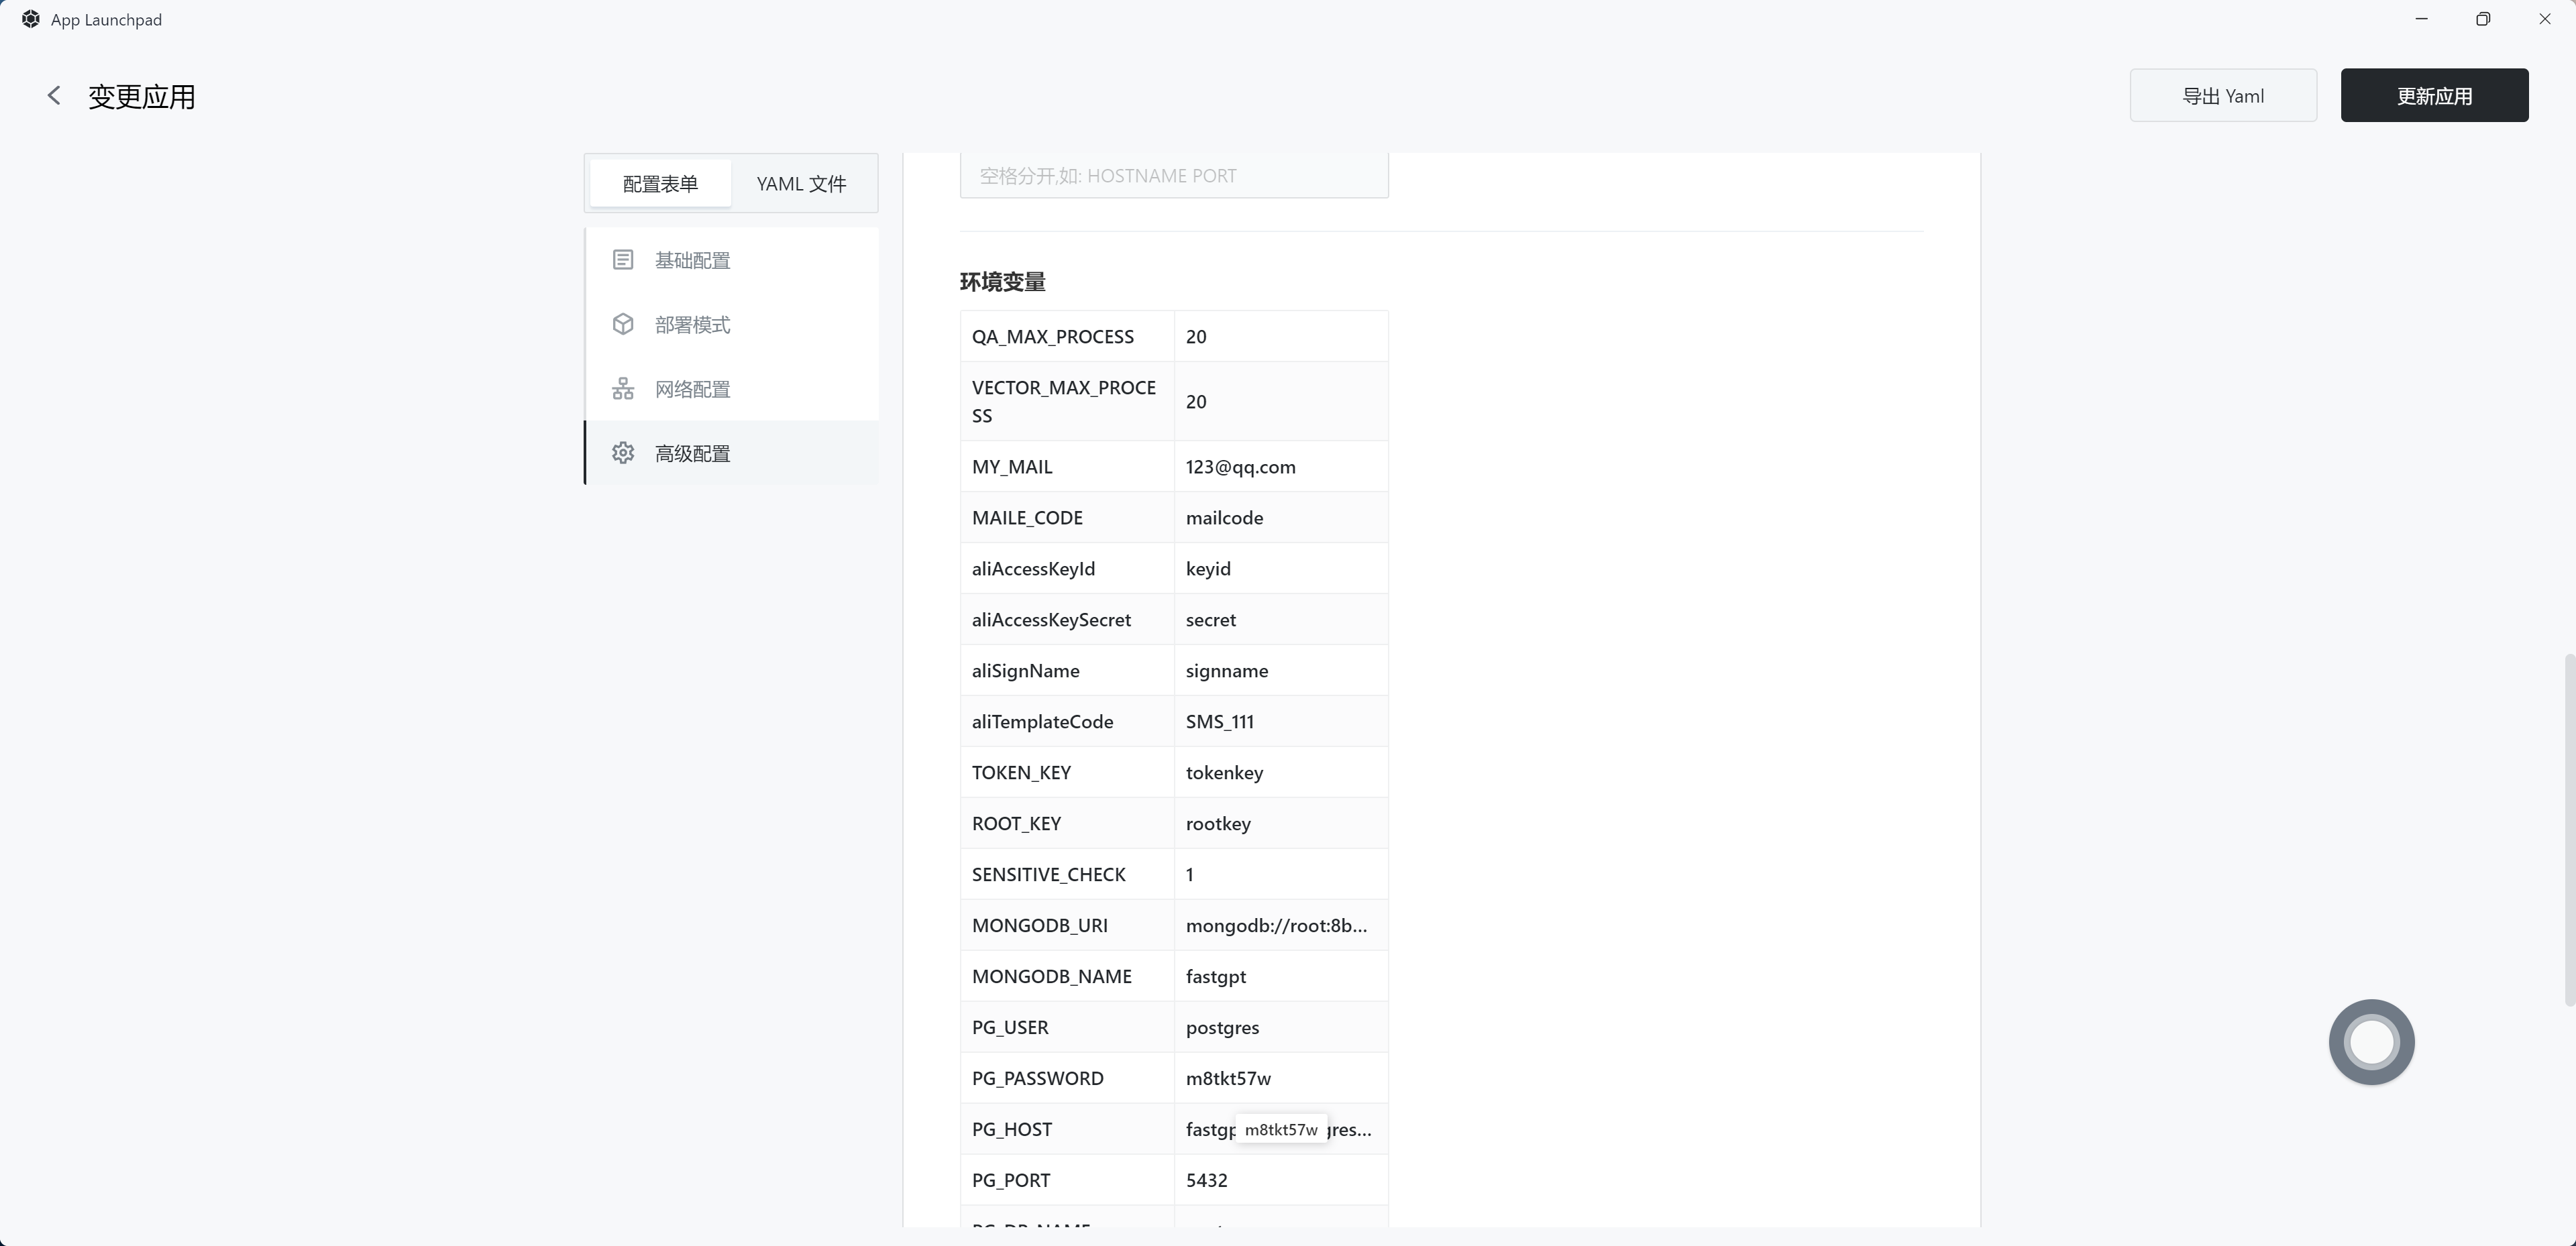 App Launchpad
变更应用
导出 Yaml
更新应用
配置表单
YAML 文件
基础配置
部署模式
网络配置
高级配置
空格分开,如: HOSTNAME PORT
环境变量
QA_MAX_PROCESS 20
VECTOR_MAX_PROCE
SS
20
MY_MAIL 123@qq.com
MAILE_CODE mailcode
aliAccessKeyId keyid
aliAccessKeySecret secret
aliSignName signname
aliTemplateCode SMS_111
TOKEN_KEY tokenkey
ROOT_KEY rootkey
SENSITIVE_CHECK 1
MONGODB_URI mongodb://root:8b...
MONGODB_NAME fastgpt
PG_USER postgres
PG_PASSWORD m8tkt57w
PG_HOST fastgp gres...
m8tkt57w
PG_PORT 5432
PG_DB_NAME